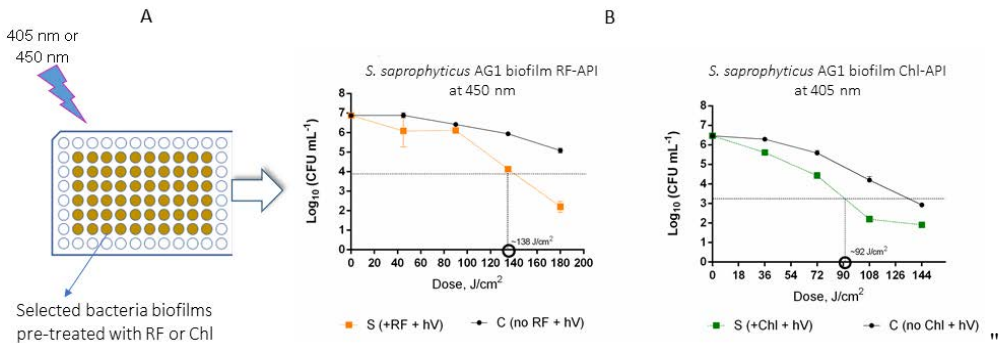 A
B
405 nm or
450 nm
Selected bacteria biofilms
pre-treated with RF or Chl
S. saprophyticus AG1 biofilm RF-API
at 450 nm
Log10 (CFU mL-1)
7
6
5
4
3
2
1
0
~138 J/cm2
0 20 40 60 80 100 120 140 160 180 200
Dose, J/cm2
S (+RF + hV) C (no RF + hV)
S. saprophyticus AG1 biofilm Chl-API
at 405 nm
Log10 (CFU mL-1)
8
7
6
5
4
3
2
1
0
~92 J/cm2
0 18 36 54 72 90 108 126 144
Dose, J/cm2
S (+Chl + hV) C (no Chl + hV)
"